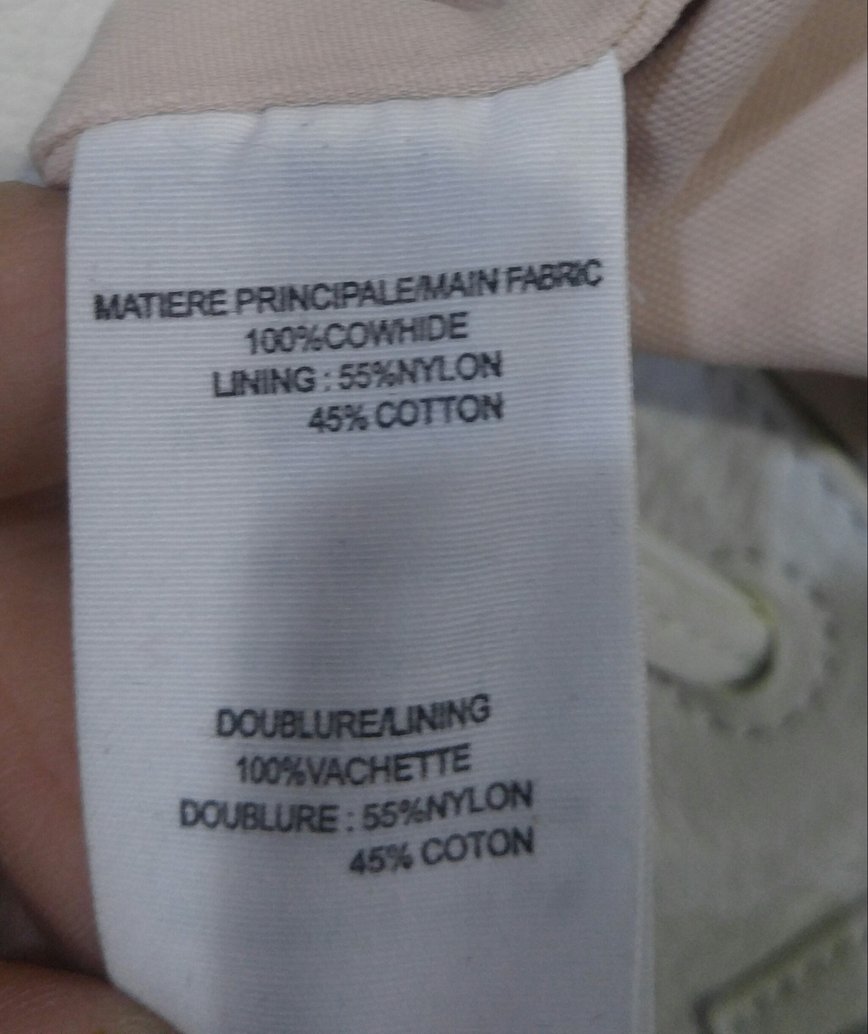 MATIERE PRINCIPALE/MAIN FABRIC
100%COWHIDE
LINING : 55%NYLON
45% COTTON
DOUBLURE/LINING
100%VACHETTE
DOUBLURE : 55%NYLON
45% COTON